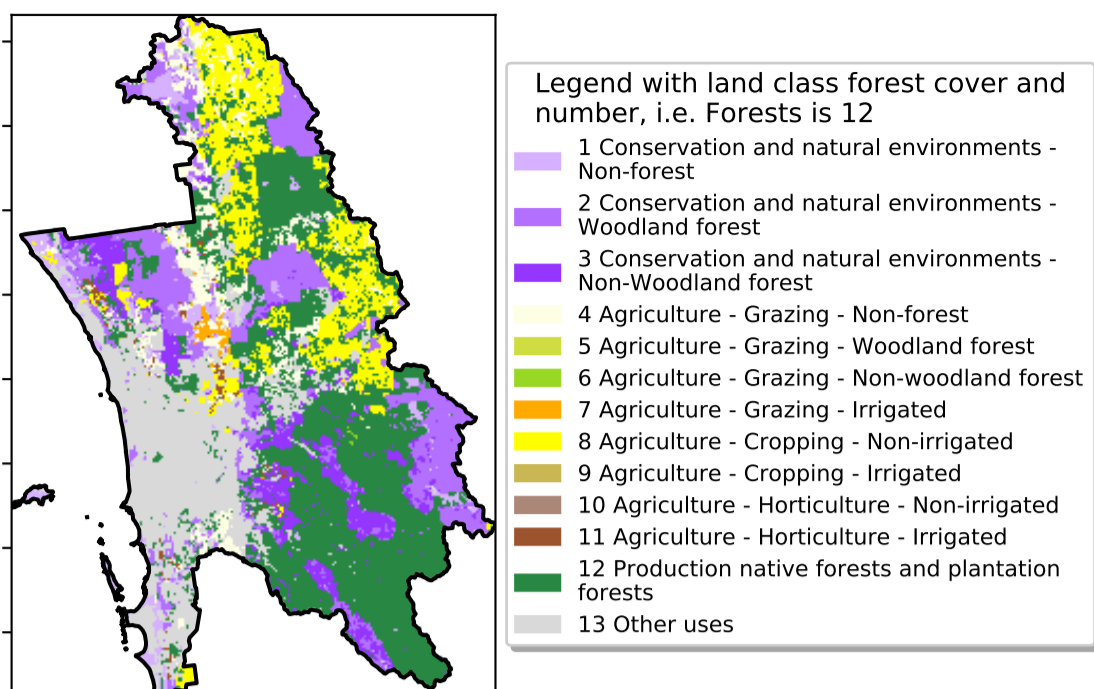 Legend with land class forest cover and
number, i.e. Forests is 12
1 Conservation and natural environments -
Non-forest
2 Conservation and natural environments -
Woodland forest
3 Conservation and natural environments -
Non-Woodland forest
4 Agriculture - Grazing - Non-forest
5 Agriculture - Grazing - Woodland forest
6 Agriculture - Grazing - Non-woodland forest
7 Agriculture - Grazing - Irrigated
8 Agriculture - Cropping - Non-irrigated
9 Agriculture - Cropping - Irrigated
10 Agriculture - Horticulture - Non-irrigated
11 Agriculture - Horticulture - Irrigated
12 Production native forests and plantation
forests
13 Other uses